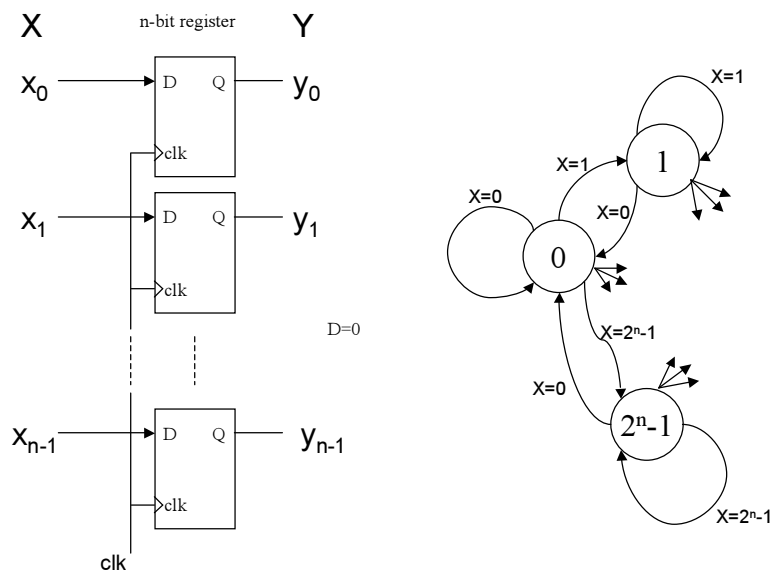 X n-bit register Y
x0 D Q y0
clk
x1 D Q y1
clk
D=0
xn-1 D Q yn-1
clk
clk
X=1
1
X=1
X=0
X=0
0
X=2ⁿ-1
X=0
2ⁿ-1
X=2ⁿ-1